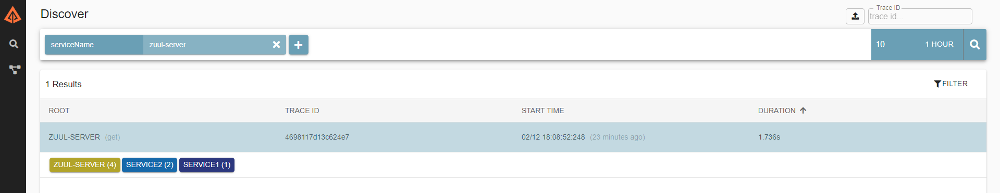 Discover
Trace ID
trace id...
serviceName zuul-server
10 1 HOUR
1 Results
FILTER
ROOT TRACE ID START TIME DURATION
ZUUL-SERVER (get) 4698117d13c624e7 02/12 18:08:52:248 (23 minutes ago) 1.736s
ZUUL-SERVER (4) SERVICE2 (2) SERVICE1 (1)